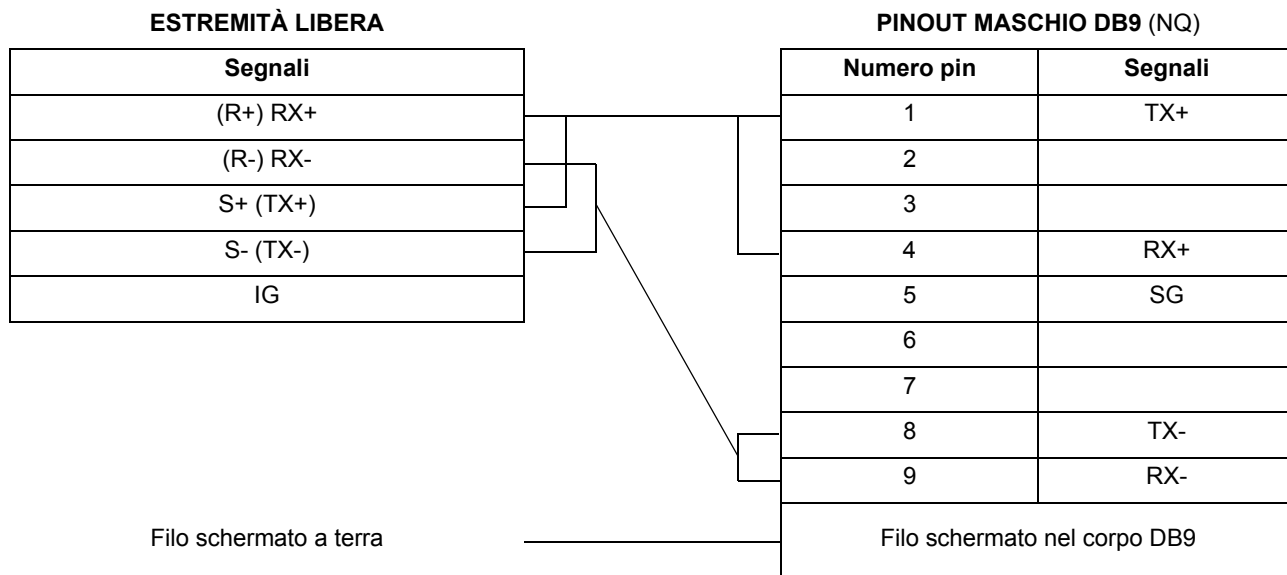 ESTREMITÀ LIBERA
Segnali
(R+) RX+
(R-) RX-
S+ (TX+)
S- (TX-)
IG
Filo schermato a terra
PINOUT MASCHIO DB9 (NQ)
Numero pin Segnali
1 TX+
2
3
4 RX+
5 SG
6
7
8 TX-
9 RX-
Filo schermato nel corpo DB9